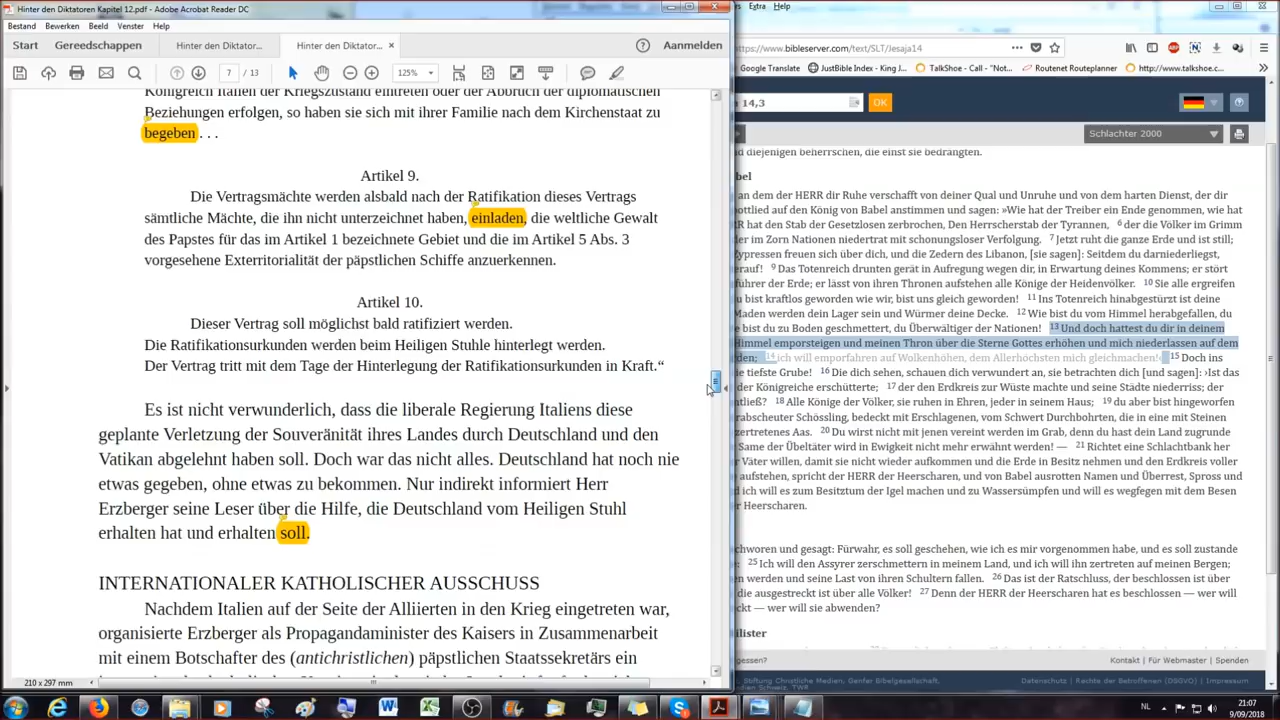 Hinter den Diktatoren Kapitel 12.pdf - Adobe Acrobat Reader DC
Bestand Bewerken Beeld Venster Help
Start Gereedschappen Hinter den Diktator... Hinter den Diktator... × Aanmelden
7 / 13 125%
Königreich Italien der Kriegszustand eintreten oder der Abbruch der diplomatischen
Beziehungen erfolgen, so haben sie sich mit ihrer Familie nach dem Kirchenstaat zu
begeben . . .
Artikel 9.
Die Vertragsmächte werden alsbald nach der Ratifikation dieses Vertrags
sämtliche Mächte, die ihn nicht unterzeichnet haben, einladen, die weltliche Gewalt
des Papstes für das im Artikel 1 bezeichnete Gebiet und die im Artikel 5 Abs. 3
vorgesehene Exterritorialität der päpstlichen Schiffe anzuerkennen.
Artikel 10.
Dieser Vertrag soll möglichst bald ratifiziert werden.
Die Ratifikationsurkunden werden beim Heiligen Stuhle hinterlegt werden.
Der Vertrag tritt mit dem Tage der Hinterlegung der Ratifikationsurkunden in Kraft.“
Es ist nicht verwunderlich, dass die liberale Regierung Italiens diese
geplante Verletzung der Souveränität ihres Landes durch Deutschland und den
Vatikan abgelehnt haben soll. Doch war das nicht alles. Deutschland hat noch nie
etwas gegeben, ohne etwas zu bekommen. Nur indirekt informiert Herr
Erzberger seine Leser über die Hilfe, die Deutschland vom Heiligen Stuhl
erhalten hat und erhalten soll.
INTERNATIONALER KATHOLISCHER AUSSCHUSS
Nachdem Italien auf der Seite der Alliierten in den Krieg eingetreten war,
organisierte Erzberger als Propagandaminister des Kaisers in Zusammenarbeit
mit einem Botschafter des (antichristlichen) päpstlichen Staatssekretärs ein
210 x 297 mm
Extra Help
https://www.bibleserver.com/text/SLT/Jesaja14
Google Translate JustBible Index - King J... TalkShoe - Call - "Not... Routenet Routeplanner http://www.talkshoe.c...
14,3 OK
Schlachter 2000
und diejenigen beherrschen, die einst sie bedrängten.
bel
an dem der HERR dir Ruhe verschafft von deiner Qual und Unruhe und von dem harten Dienst, der dir
pottlied auf den König von Babel anstimmen und sagen: »Wie hat der Treiber ein Ende genommen, wie hat
RR hat den Stab der Gesetzlosen zerbrochen, Den Herrscherstab der Tyrannen, 6 der die Völker im Grimm
der im Zorn Nationen niedertrat mit schonungsloser Verfolgung. 7 Jetzt ruht die ganze Erde und ist still;
ypressen freuen sich über dich, und die Zedern des Libanon, [sie sagen]: Seitdem du darniederliegst,
erauf! 9 Das Totenreich drunten gerät in Aufregung wegen dir, in Erwartung deines Kommens; er stört
führer der Erde; er lässt von ihren Thronen aufstehen alle Könige der Heidenvölker. 10 Sie alle ergreifen
u bist kraftlos geworden wie wir, bist uns gleich geworden! 11 Ins Totenreich hinabgestürzt ist deine
Maden werden dein Lager sein und Würmer deine Decke. 12 Wie bist du vom Himmel herabgefallen, du
e bist du zu Boden geschmettert, du Überwältiger der Nationen! 13 Und doch hattest du dir in deinem
Himmel emporsteigen und meinen Thron über die Sterne Gottes erhöhen und mich niederlassen auf dem
den; 14 ich will emporfahren auf Wolkenhöhen, dem Allerhöchsten mich gleichmachen!‹ 15 Doch ins
ie tiefste Grube! 16 Die dich sehen, schauen dich verwundert an, sie betrachten dich [und sagen]: ›Ist das
der Königreiche erschütterte; 17 der den Erdkreis zur Wüste machte und seine Städte niederriss; der
entließ? 18 Alle Könige der Völker, sie ruhen in Ehren, jeder in seinem Haus; 19 du aber bist hingeworfen
rabscheuter Schössling, bedeckt mit Erschlagenen, vom Schwert Durchbohrten, die in eine mit Steinen
zertretenes Aas. 20 Du wirst nicht mit jenen vereint werden im Grab, denn du hast dein Land zugrunde
Same der Übeltäter wird in Ewigkeit nicht mehr erwähnt werden! — 21 Richtet eine Schlachtbank her
r Väter willen, damit sie nicht wieder aufkommen und die Erde in Besitz nehmen und den Erdkreis voller
aufstehen, spricht der HERR der Heerscharen, und von Babel ausrotten Namen und Überrest, Spross und
d ich will es zum Besitztum der Igel machen und zu Wassersümpfen und will es wegfegen mit dem Besen
r Heerscharen.
chworen und gesagt: Fürwahr, es soll geschehen, wie ich es mir vorgenommen habe, und es soll zustande
25 Ich will den Assyrer zerschmettern in meinem Land, und ich will ihn zertreten auf meinen Bergen;
en werden und seine Last von ihren Schultern fallen. 26 Das ist der Ratschluss, der beschlossen ist über
die ausgestreckt ist über alle Völker! 27 Denn der HERR der Heerscharen hat es beschlossen — wer will
ckt — wer will sie abwenden?
ilister
gessen? Kontakt | Für Webmaster | Spenden
Stiftung Christliche Medien. Gehär Bibelgesellschaft. Datenschutz | Rechte der Betroffenen (DSGVO) | Impressum
ndien Schweiz. TWR
NL 21:07
9/09/2018